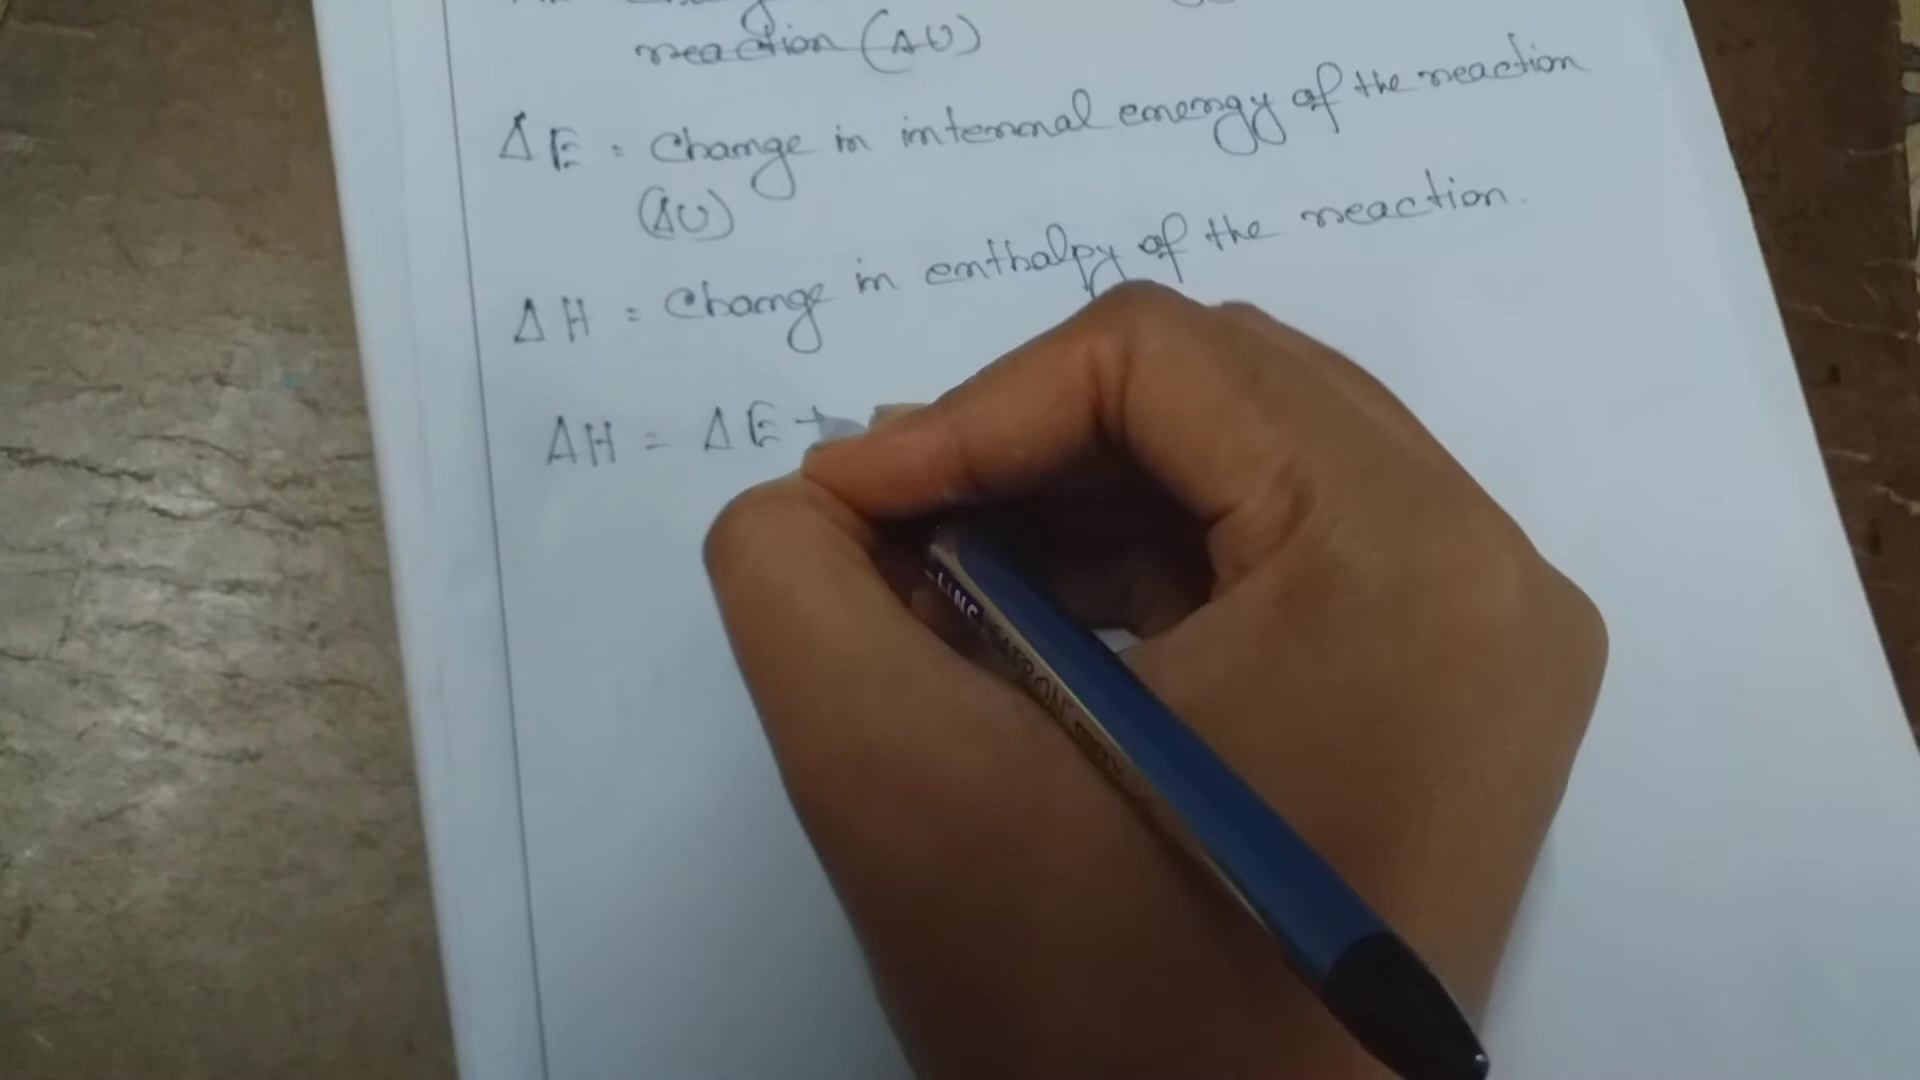 reaction (ΔU)
ΔE = Change in internal energy of the reaction
(ΔU)
ΔH = Change in enthalpy of the reaction.
ΔH = ΔE +